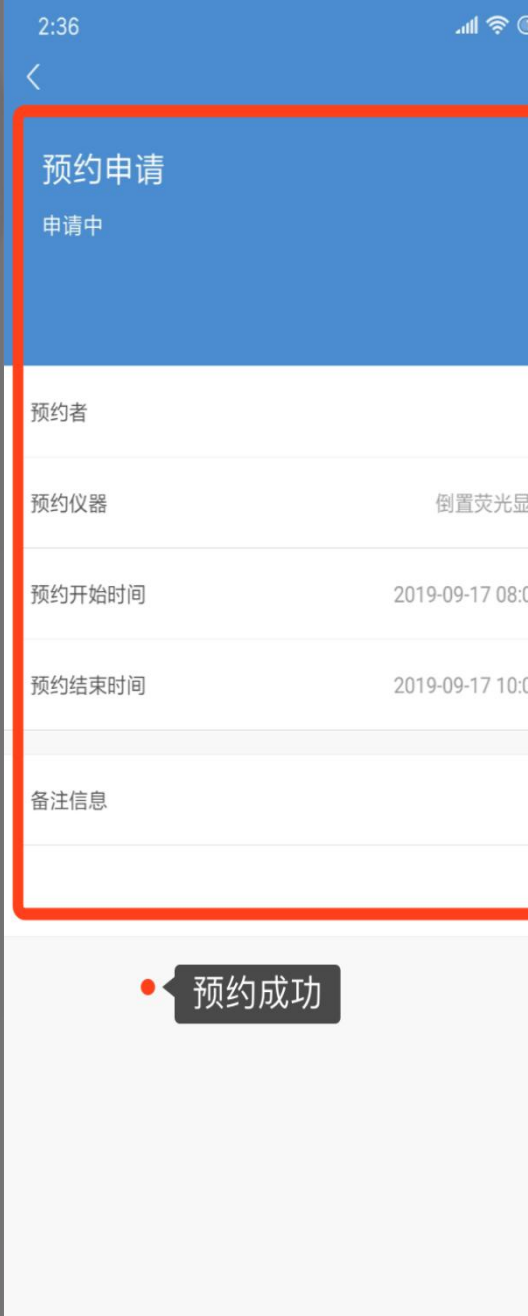 2:36
预约申请
申请中
预约者
预约仪器 倒置荧光显
预约开始时间 2019-09-17 08:0
预约结束时间 2019-09-17 10:0
备注信息
预约成功